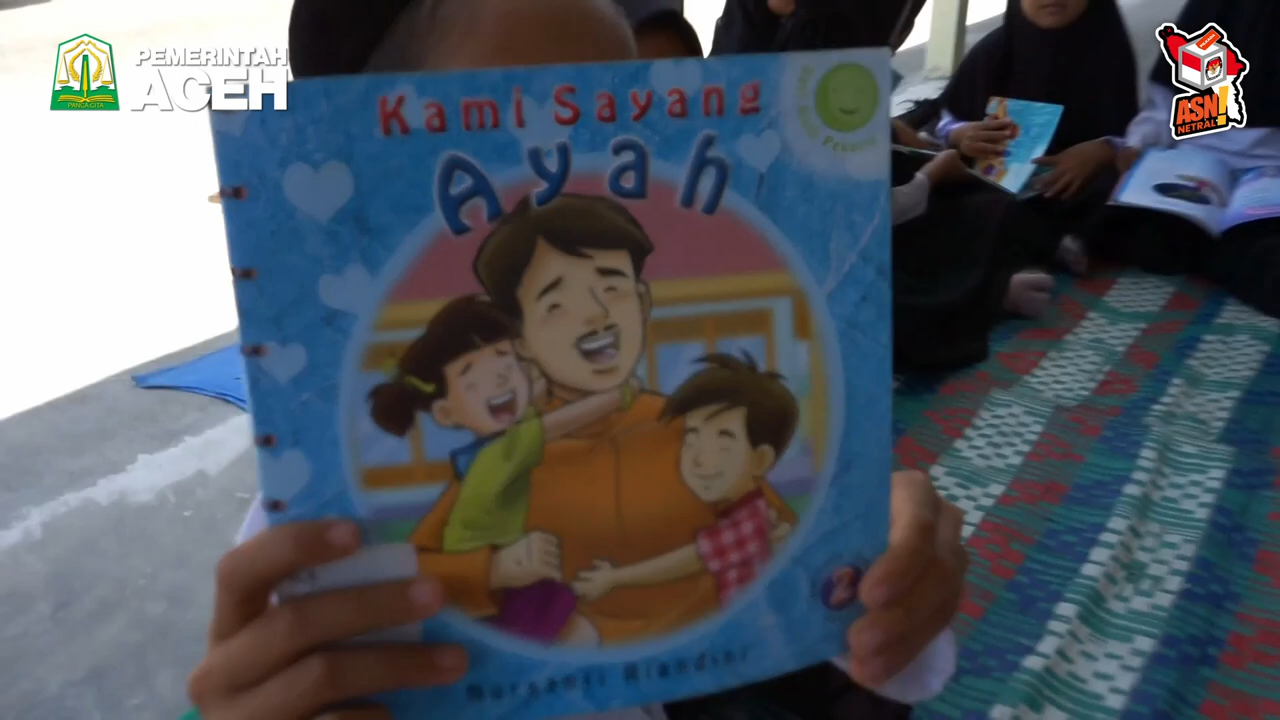 PEMERINTAH
ACEH
PANCACITA
ASN!
NETRAL
Kami Sayang
Ayah